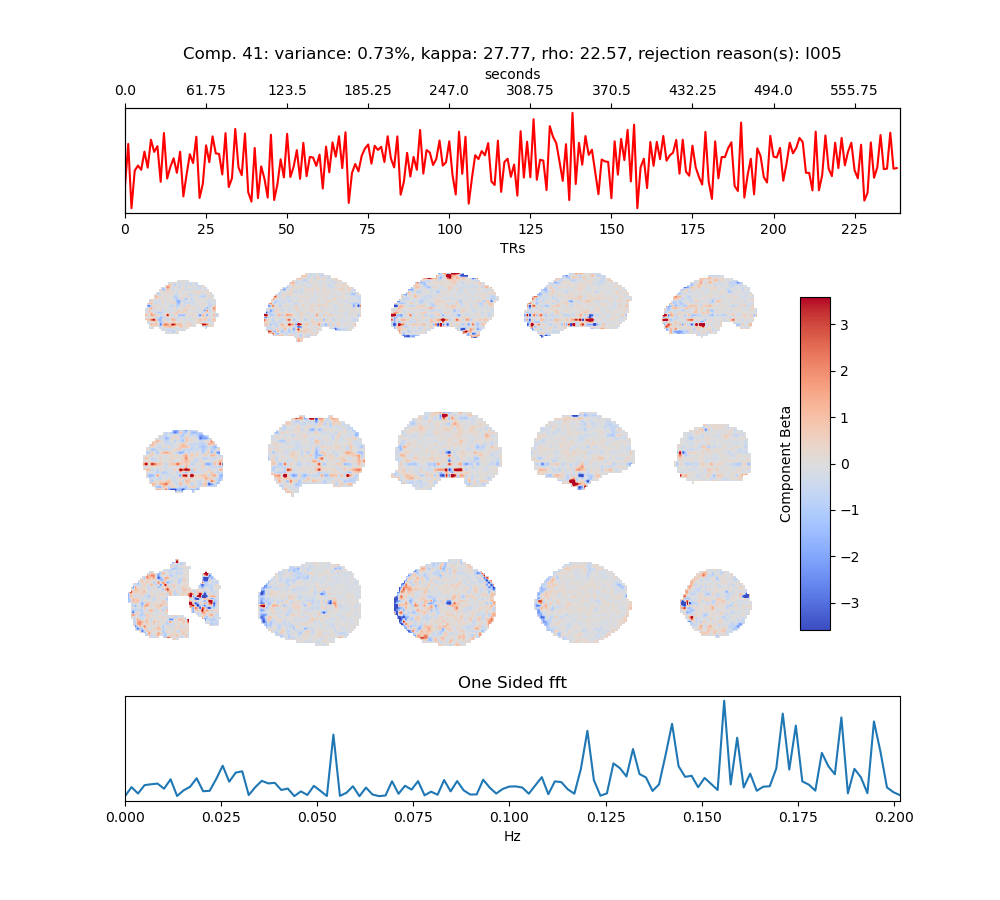 Comp. 41: variance: 0.73%, kappa: 27.77, rho: 22.57, rejection reason(s): I005
seconds
0.0 61.75 123.5 185.25 247.0 308.75 370.5 432.25 494.0 555.75
0 25 50 75 100 125 150 175 200 225
TRs
3
2
1
0
−1
−2
−3
Component Beta
One Sided fft
0.000 0.025 0.050 0.075 0.100 0.125 0.150 0.175 0.200
Hz